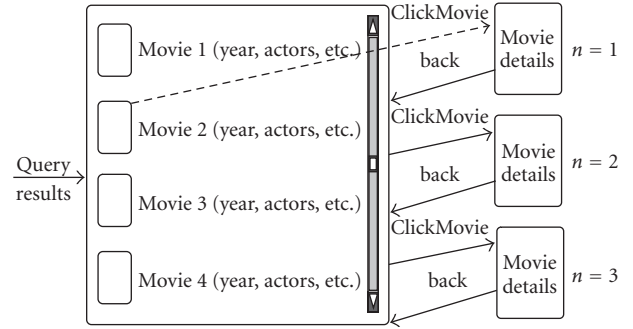 Query
results
Movie 1 (year, actors, etc.)
Movie 2 (year, actors, etc.)
Movie 3 (year, actors, etc.)
Movie 4 (year, actors, etc.)
ClickMovie
back
Movie
details
n = 1
ClickMovie
back
Movie
details
n = 2
ClickMovie
back
Movie
details
n = 3